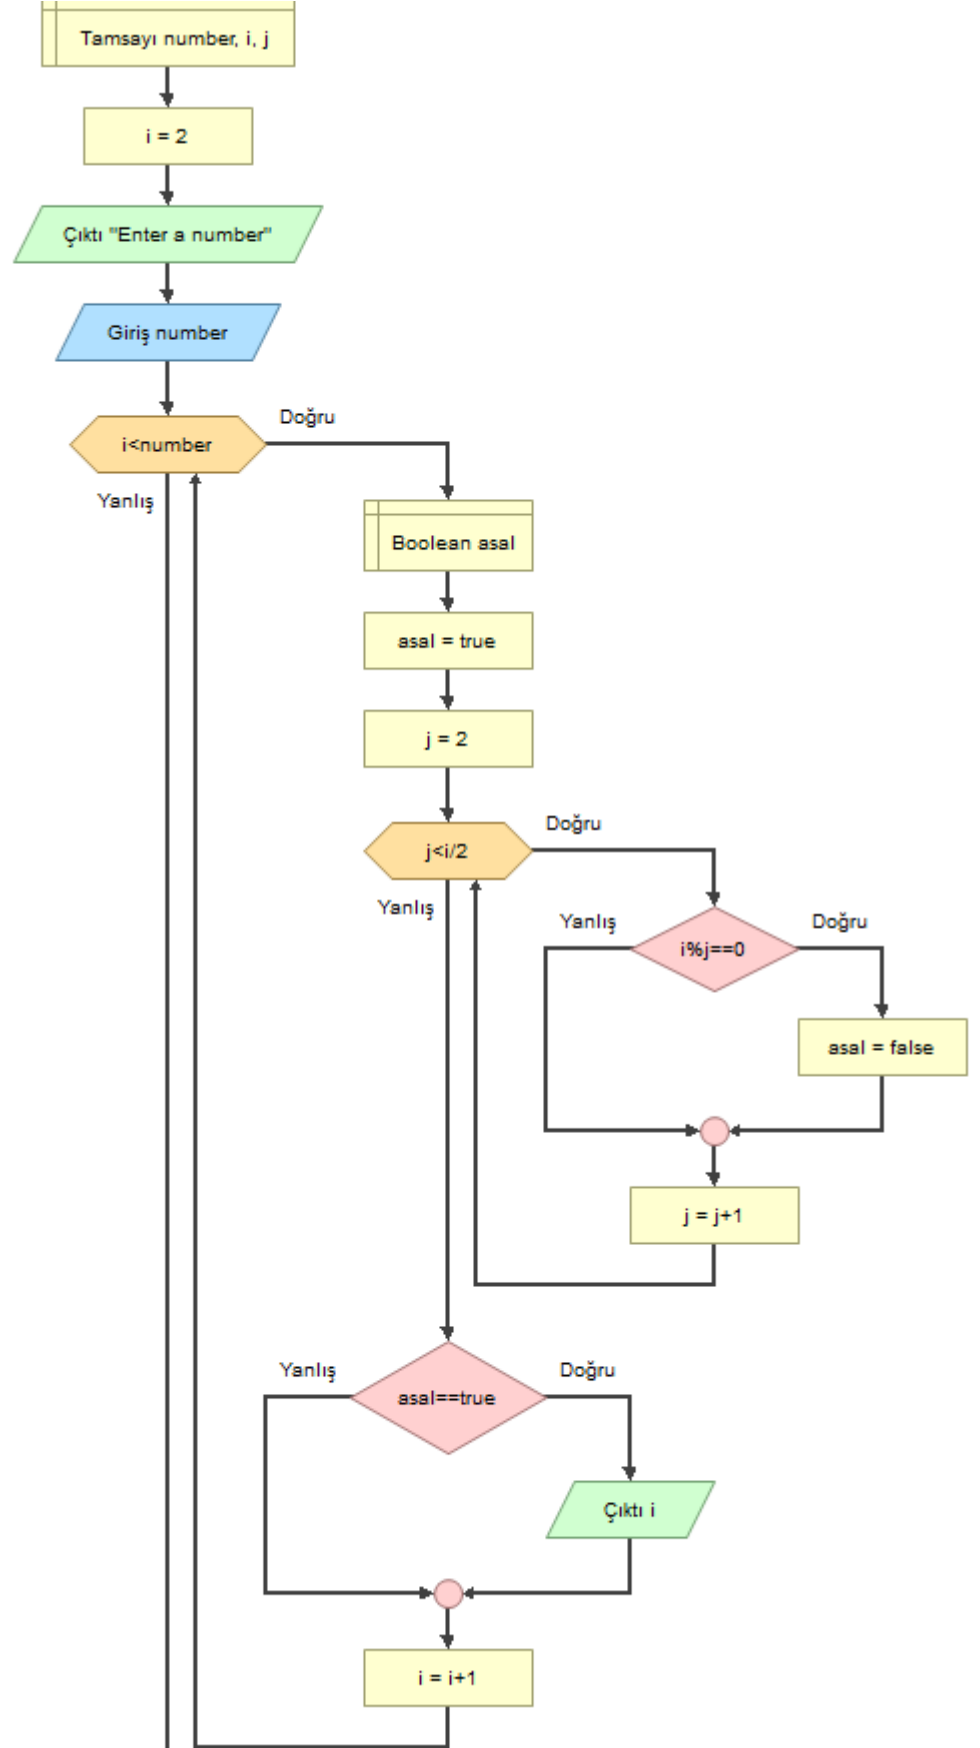 Tamsayı number, i, j
i = 2
Çıktı "Enter a number"
Giriş number
i<number
Doğru
Yanlış
Boolean asal
asal = true
j = 2
j<i/2
Doğru
Yanlış
i%j==0
Yanlış
Doğru
asal = false
j = j+1
asal==true
Yanlış
Doğru
Çıktı i
i = i+1